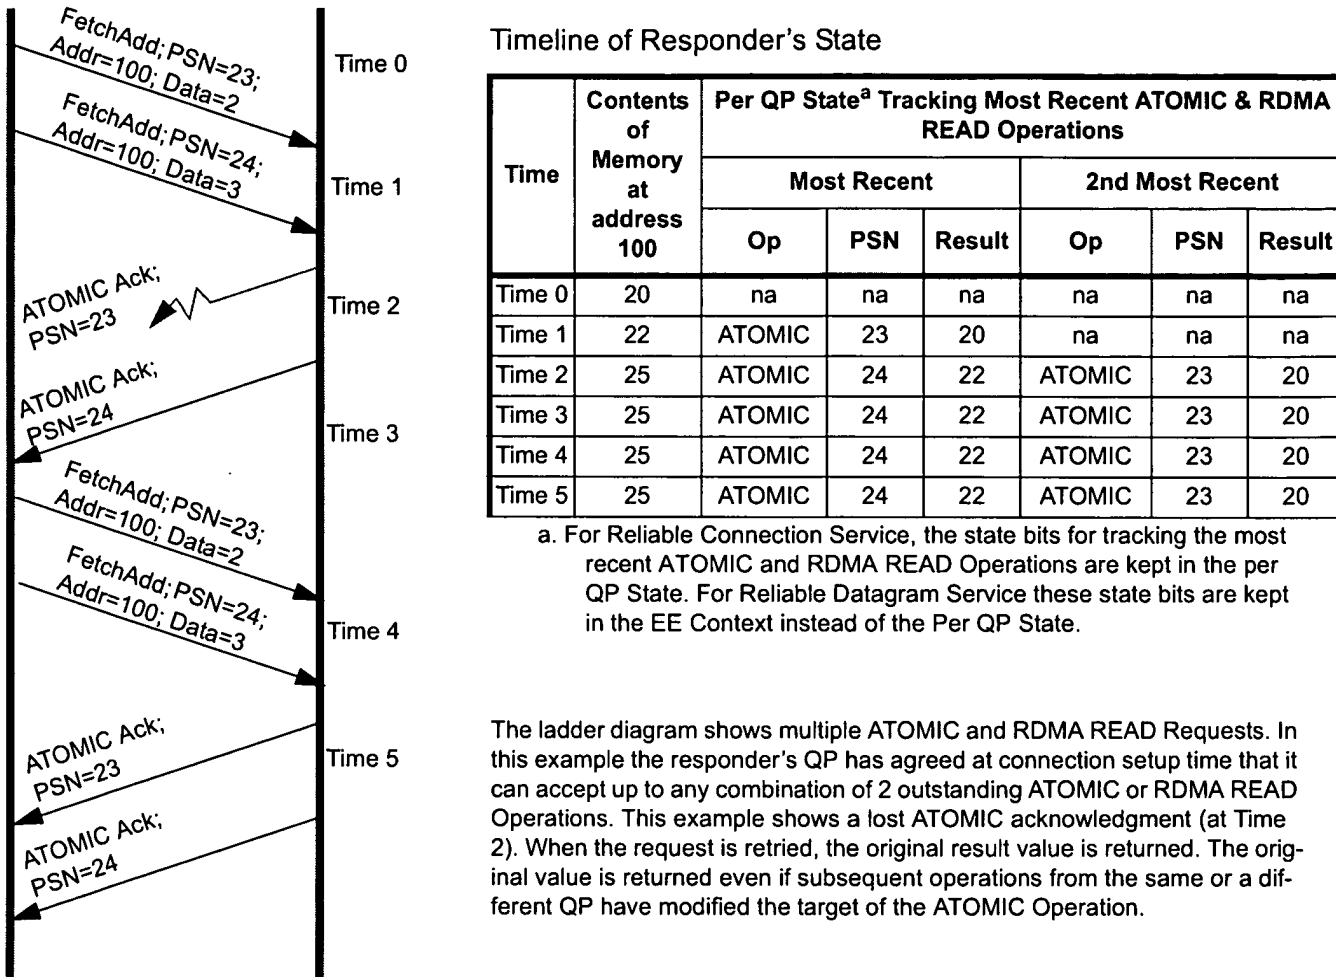 FetchAdd; PSN=23;
Addr=100; Data=2
Time 0
FetchAdd; PSN=24;
Addr=100; Data=3
Time 1
ATOMIC Ack;
PSN=23
Time 2
ATOMIC Ack;
PSN=24
Time 3
FetchAdd; PSN=23;
Addr=100; Data=2
FetchAdd; PSN=24;
Addr=100; Data=3
Time 4
ATOMIC Ack;
PSN=23
Time 5
ATOMIC Ack;
PSN=24
Timeline of Responder's State
Time
Contents
of
Memory
at
address
100
Per QP State^a Tracking Most Recent ATOMIC & RDMA
READ Operations
Most Recent 2nd Most Recent
Op PSN Result Op PSN Result
Time 0 20 na na na na na na
Time 1 22 ATOMIC 23 20 na na na
Time 2 25 ATOMIC 24 22 ATOMIC 23 20
Time 3 25 ATOMIC 24 22 ATOMIC 23 20
Time 4 25 ATOMIC 24 22 ATOMIC 23 20
Time 5 25 ATOMIC 24 22 ATOMIC 23 20
a. For Reliable Connection Service, the state bits for tracking the most
recent ATOMIC and RDMA READ Operations are kept in the per
QP State. For Reliable Datagram Service these state bits are kept
in the EE Context instead of the Per QP State.
The ladder diagram shows multiple ATOMIC and RDMA READ Requests. In
this example the responder's QP has agreed at connection setup time that it
can accept up to any combination of 2 outstanding ATOMIC or RDMA READ
Operations. This example shows a lost ATOMIC acknowledgment (at Time
2). When the request is retried, the original result value is returned. The orig-
inal value is returned even if subsequent operations from the same or a dif-
ferent QP have modified the target of the ATOMIC Operation.